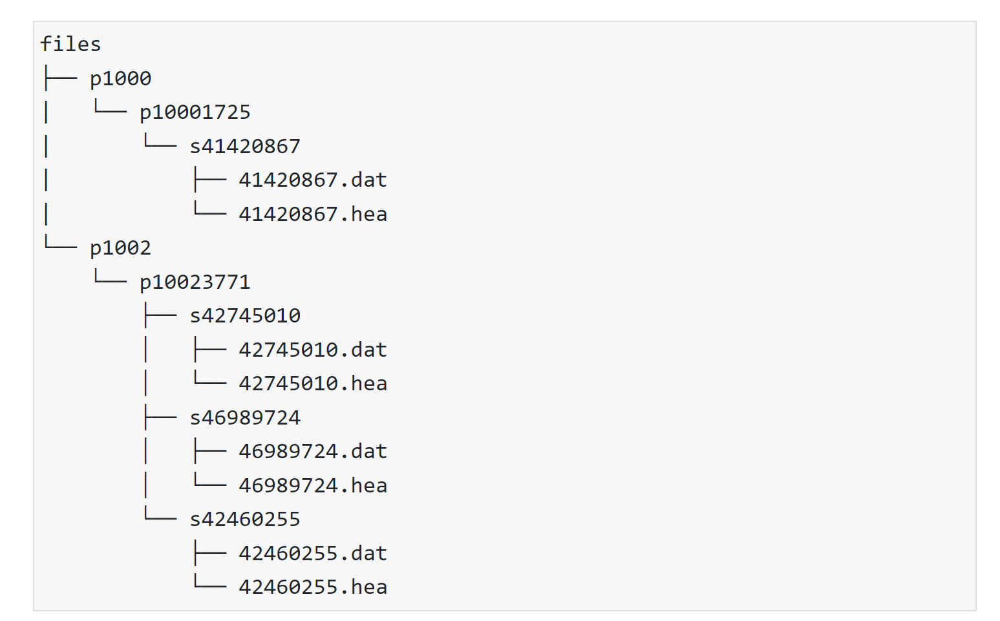 files
├── p1000
│   └── p10001725
│       └── s41420867
│           ├── 41420867.dat
│           └── 41420867.hea
└── p1002
    └── p10023771
        ├── s42745010
        │   ├── 42745010.dat
        │   └── 42745010.hea
        ├── s46989724
        │   ├── 46989724.dat
        │   └── 46989724.hea
        └── s42460255
            ├── 42460255.dat
            └── 42460255.hea